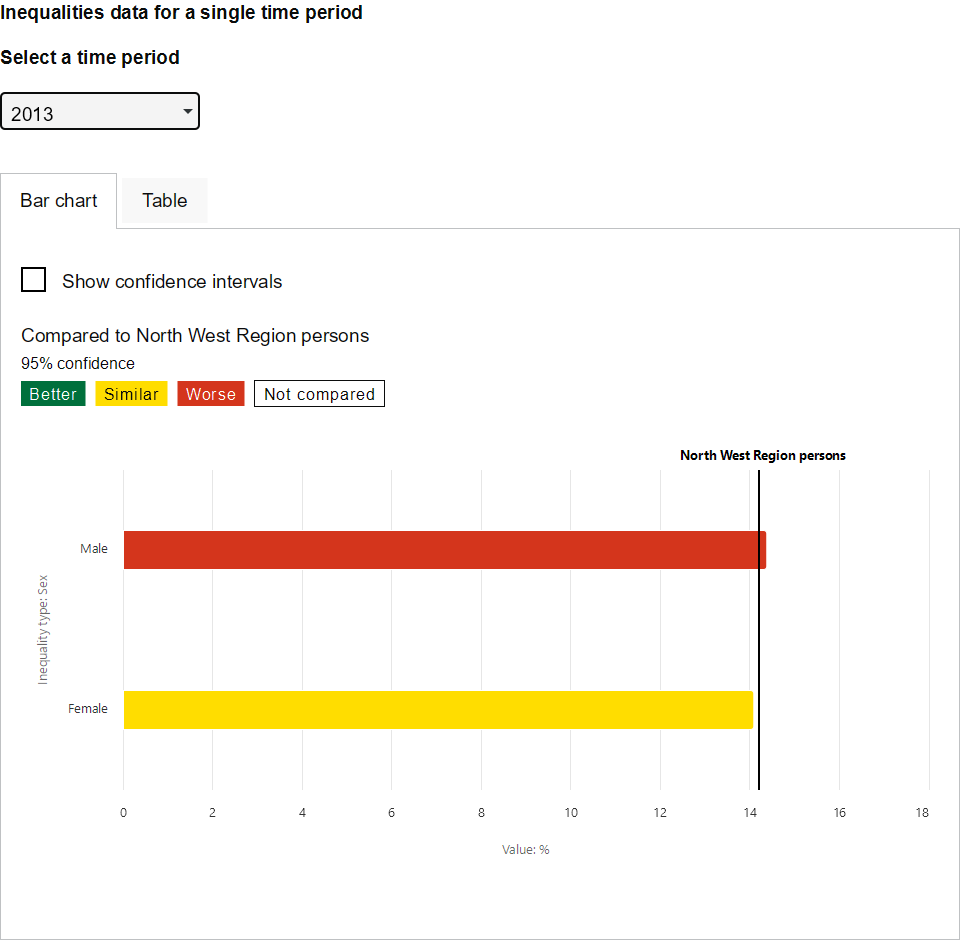 Inequalities data for a single time period
Select a time period
2013
Bar chart
Table
Show confidence intervals
Compared to North West Region persons
95% confidence
Better Similar Worse Not compared
North West Region persons
Male
Inequality type: Sex
Female
0 2 4 6 8 10 12 14 16 18
Value: %